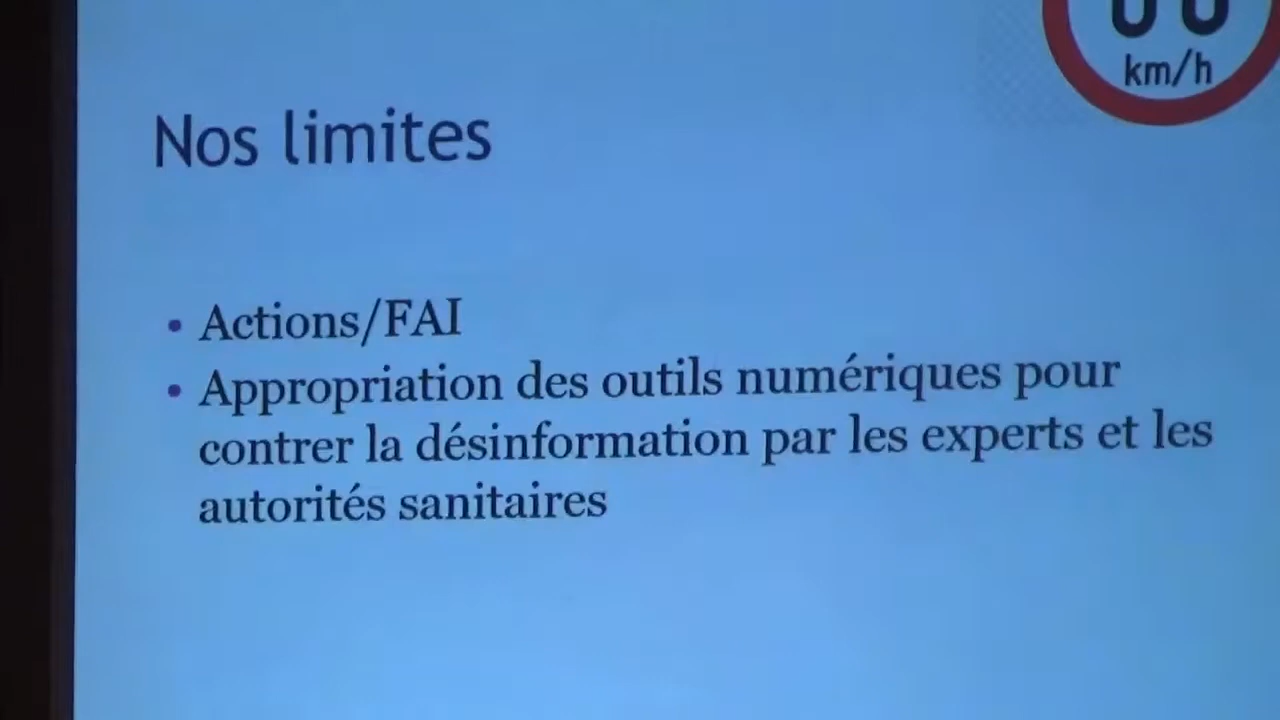 km/h
Nos limites
• Actions/FAI
• Appropriation des outils numériques pour
contrer la désinformation par les experts et les
autorités sanitaires